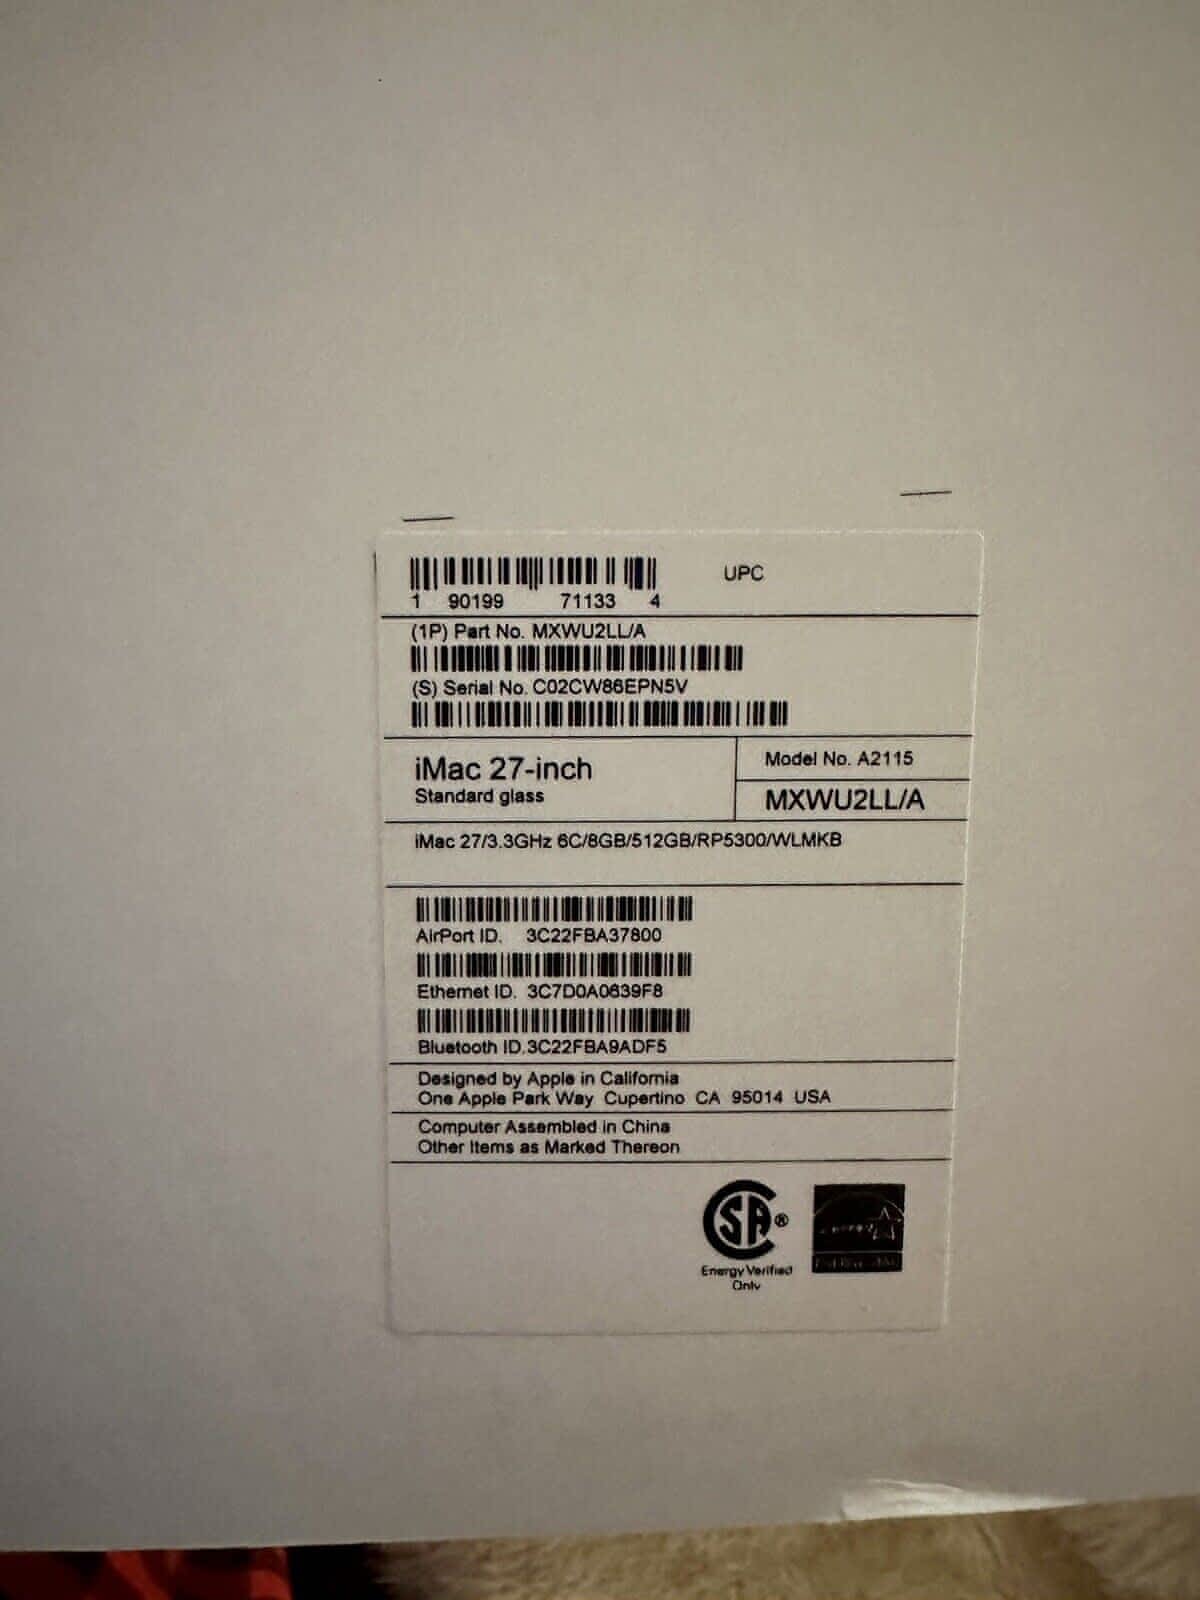 UPC
1 90199 71133 4
(1P) Part No. MXWU2LL/A
(S) Serial No. C02CW86EPN5V
iMac 27-inch
Standard glass
Model No. A2115
MXWU2LL/A
iMac 27/3.3GHz 6C/8GB/512GB/RP5300/WLMKB
AirPort ID. 3C22FBA37800
Ethernet ID. 3C7D0A0639F8
Bluetooth ID.3C22FBA9ADF5
Designed by Apple in California
One Apple Park Way Cupertino CA 95014 USA
Computer Assembled in China
Other Items as Marked Thereon
SA®
Energy Verified
Only